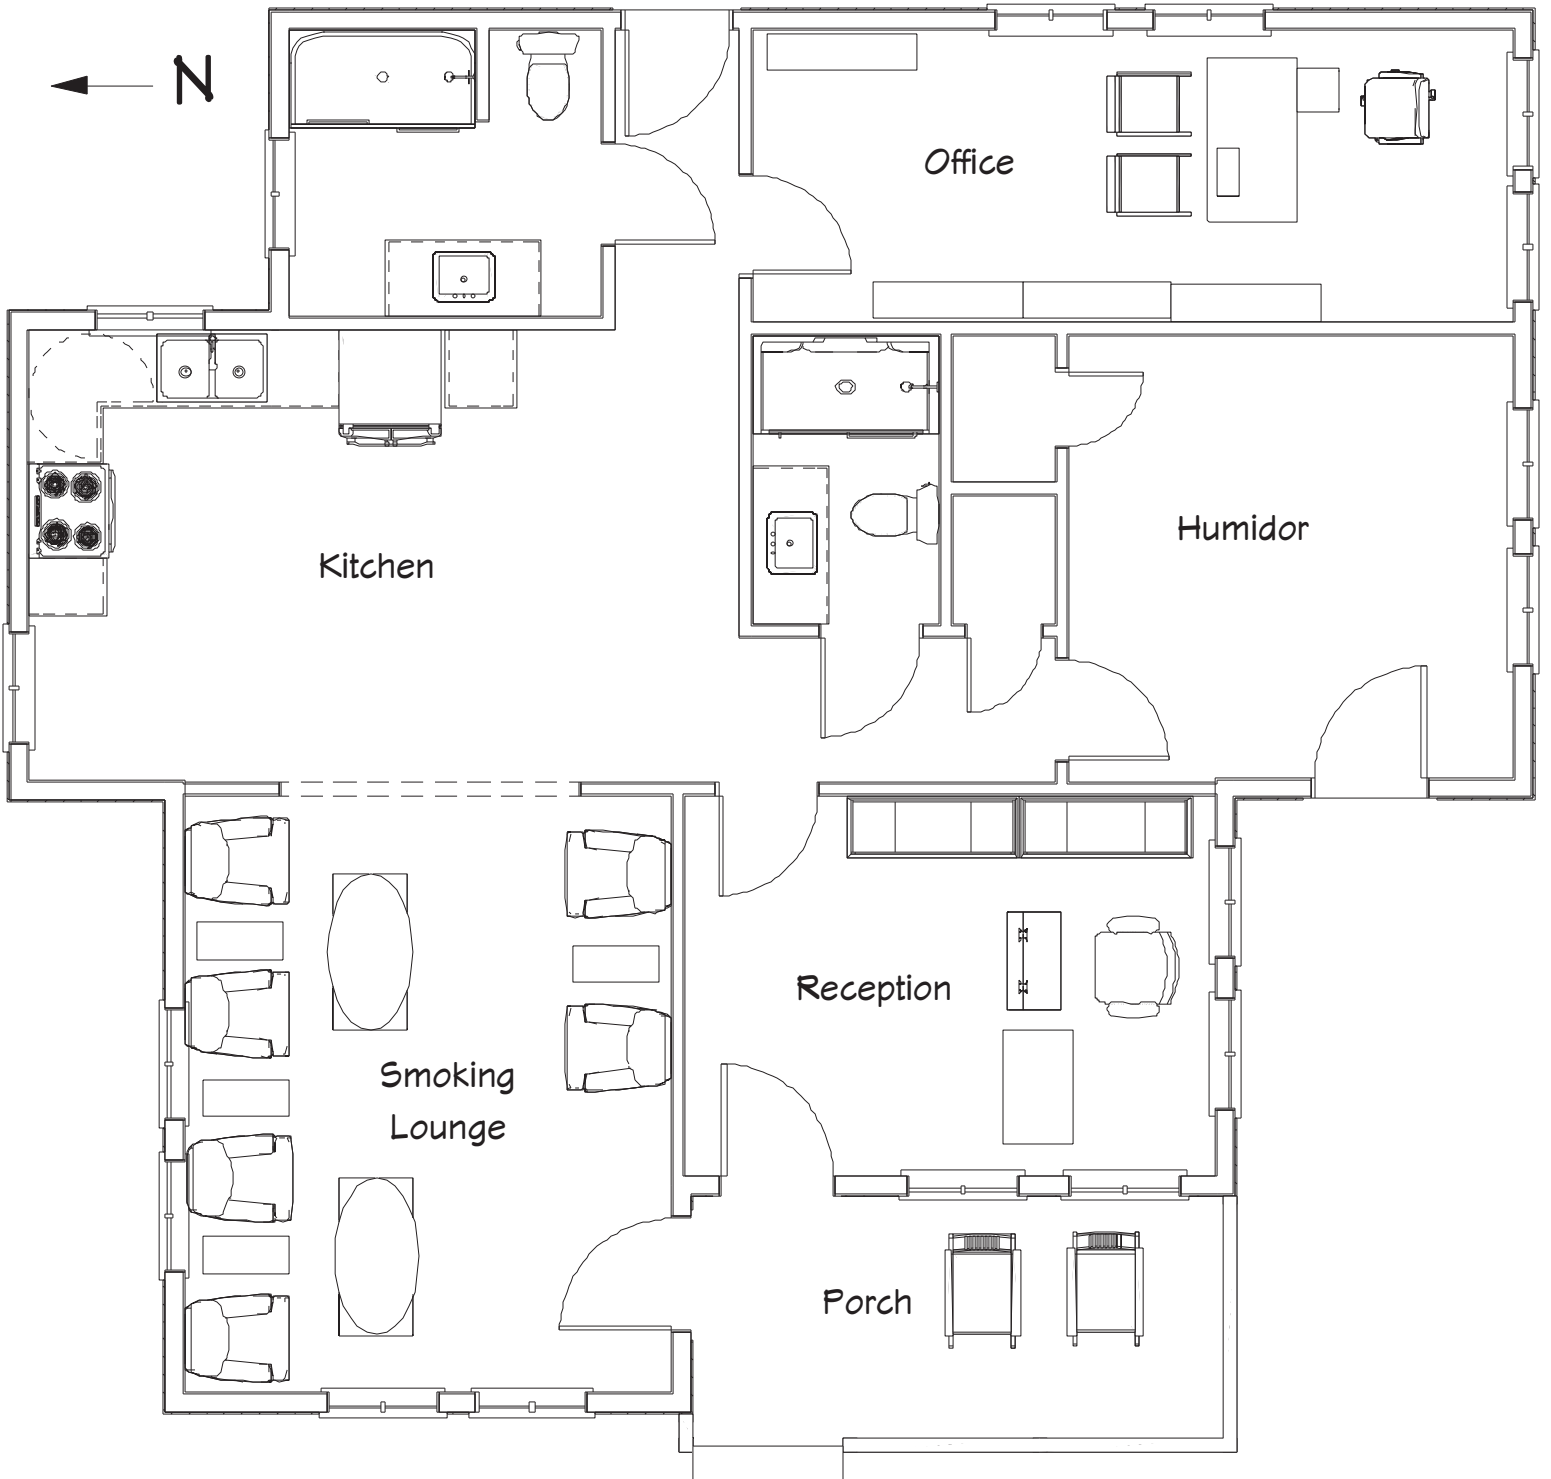 N
Office
Humidor
Kitchen
Reception
Smoking
Lounge
Porch